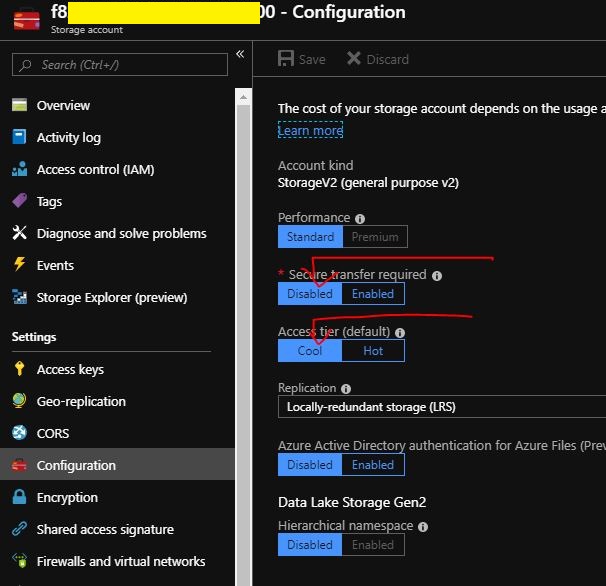 f8 00 - Configuration
Storage account
Search (Ctrl+/)
«
Overview
Activity log
Access control (IAM)
Tags
Diagnose and solve problems
Events
Storage Explorer (preview)
Settings
Access keys
Geo-replication
CORS
Configuration
Encryption
Shared access signature
Firewalls and virtual networks
Save Discard
The cost of your storage account depends on the usage a
Learn more
Account kind
StorageV2 (general purpose v2)
Performance
Standard Premium
* Secure transfer required
Disabled Enabled
Access tier (default)
Cool Hot
Replication
Locally-redundant storage (LRS)
Azure Active Directory authentication for Azure Files (Prev
Disabled Enabled
Data Lake Storage Gen2
Hierarchical namespace
Disabled Enabled